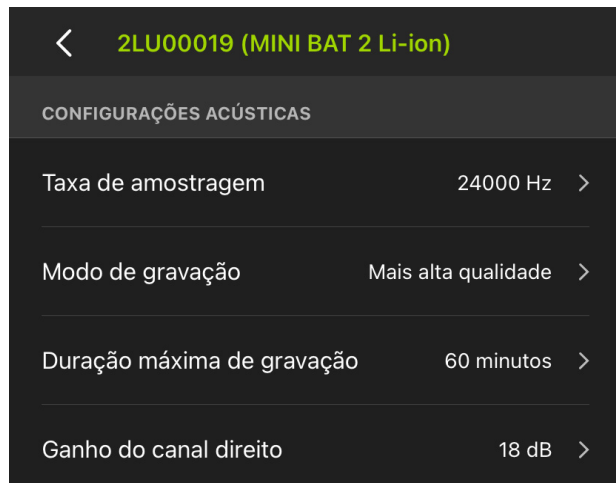 2LU00019 (MINI BAT 2 Li-ion)
CONFIGURAÇÕES ACÚSTICAS
Taxa de amostragem 24000 Hz
Modo de gravação Mais alta qualidade
Duração máxima de gravação 60 minutos
Ganho do canal direito 18 dB